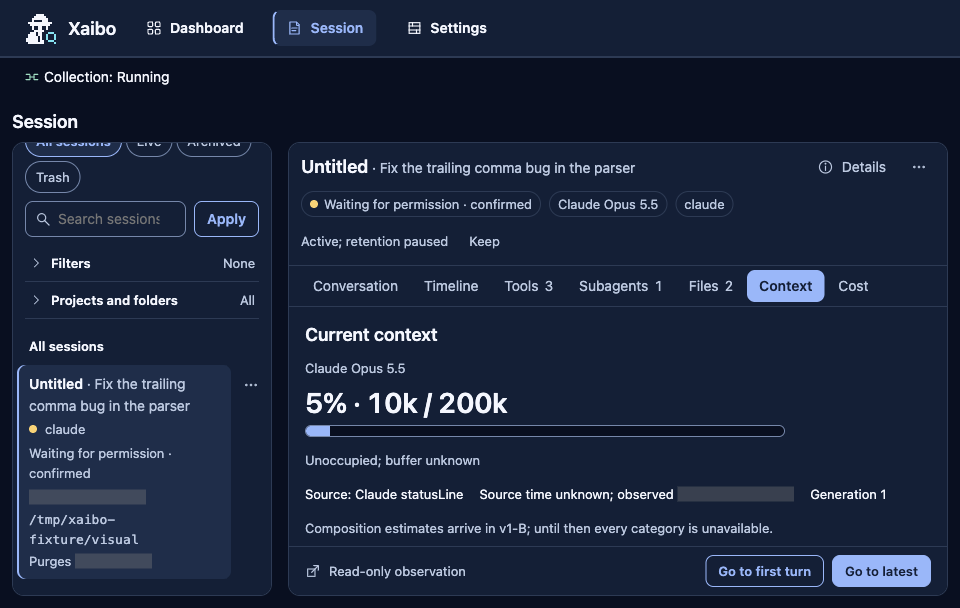 Xaibo
Dashboard
Session
Settings
Collection: Running
Session
All sessions
Live
Archived
Trash
Search sessions
Apply
Filters
None
Projects and folders
All
All sessions
Untitled · Fix the trailing
comma bug in the parser
claude
Waiting for permission ·
confirmed
/tmp/xaibo-
fixture/visual
Purges
Untitled · Fix the trailing comma bug in the parser
Details
Waiting for permission · confirmed
Claude Opus 5.5
claude
Active; retention paused
Keep
Conversation
Timeline
Tools 3
Subagents 1
Files 2
Context
Cost
Current context
Claude Opus 5.5
5% · 10k / 200k
Unoccupied; buffer unknown
Source: Claude statusLine
Source time unknown; observed
Generation 1
Composition estimates arrive in v1-B; until then every category is unavailable.
Read-only observation
Go to first turn
Go to latest